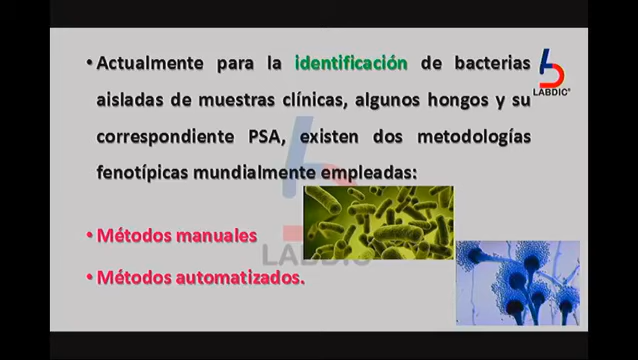 • Actualmente para la identificación de bacterias
aisladas de muestras clínicas, algunos hongos y su
correspondiente PSA, existen dos metodologías
fenotípicas mundialmente empleadas:
• Métodos manuales
• Métodos automatizados.
LABDIC®
LABDIC